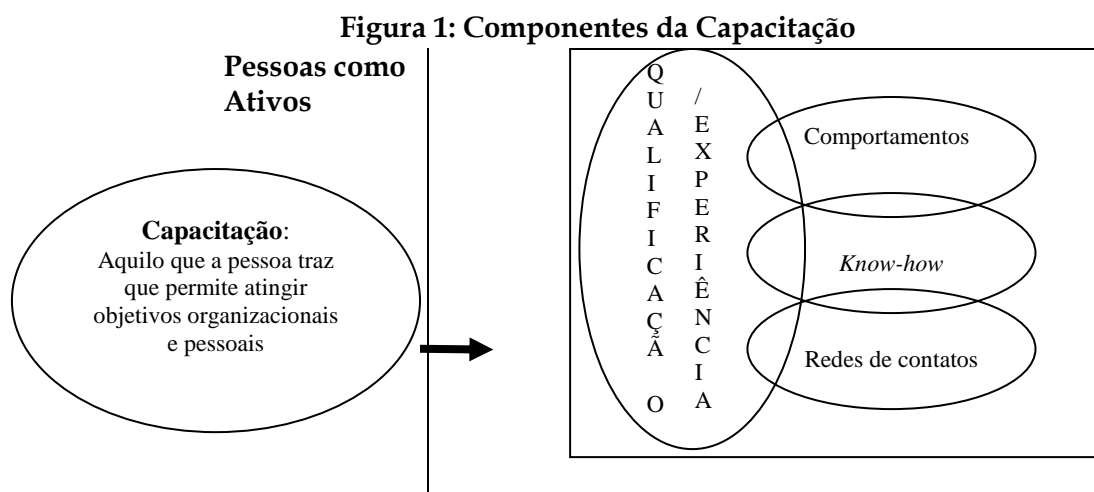 Figura 1: Componentes da Capacitação
Pessoas como
Ativos
Capacitação:
Aquilo que a pessoa traz
que permite atingir
objetivos organizacionais
e pessoais
QUALIFICAÇÃ O
/EXPERIÊNCIA
Comportamentos
Know-how
Redes de contatos